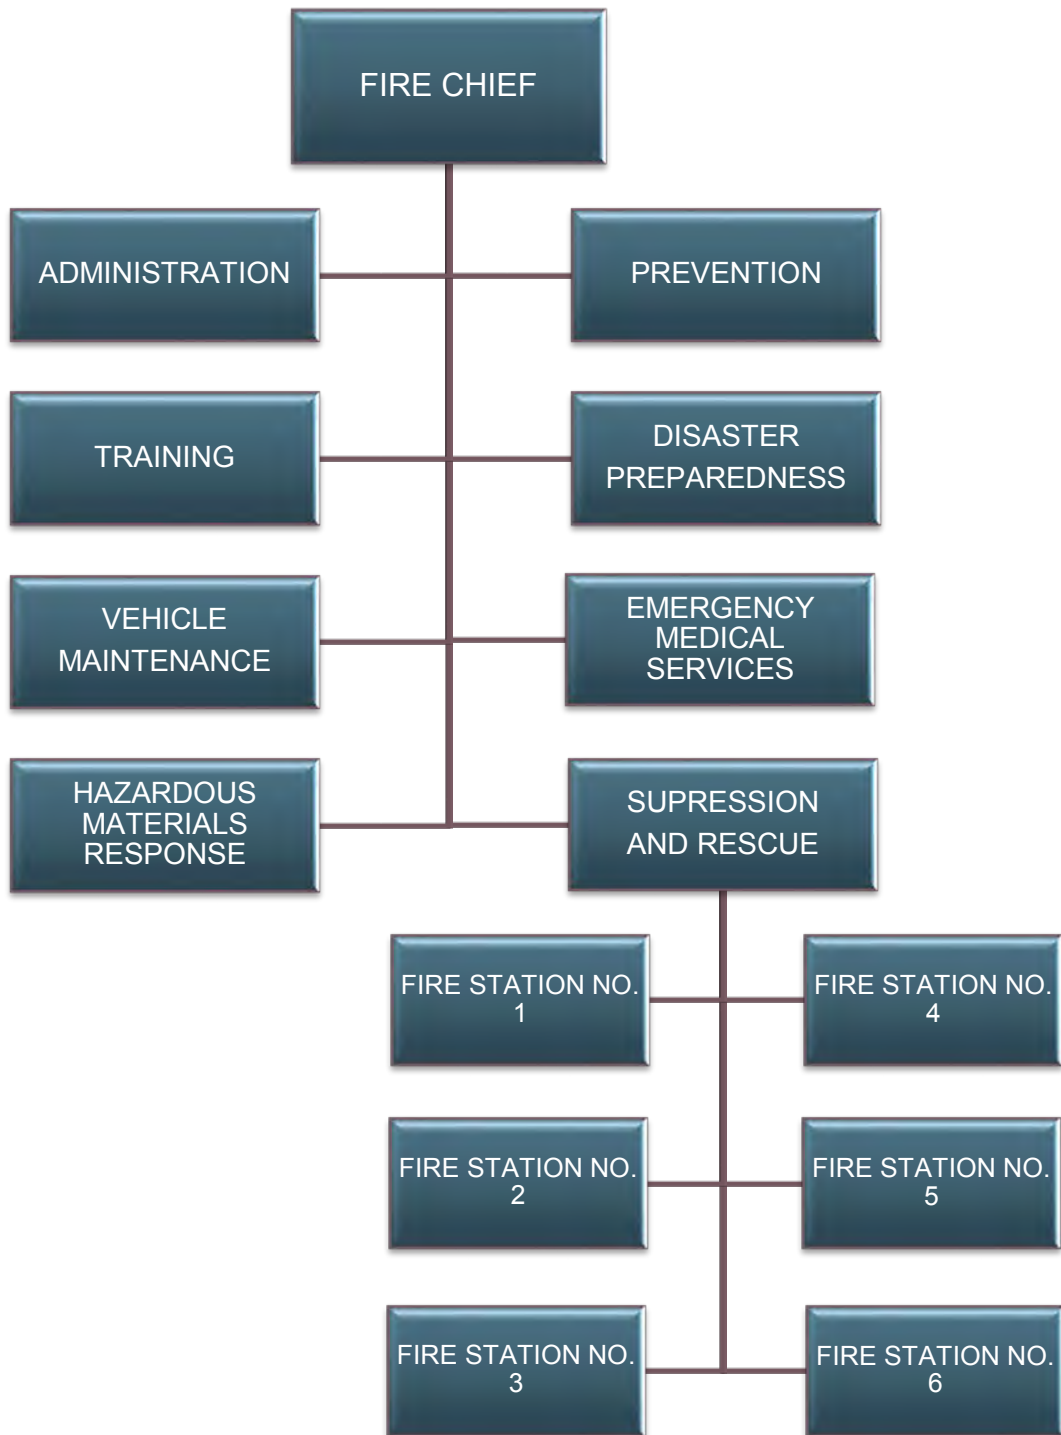 FIRE CHIEF
ADMINISTRATION
PREVENTION
TRAINING
DISASTER
PREPAREDNESS
VEHICLE
MAINTENANCE
EMERGENCY
MEDICAL
SERVICES
HAZARDOUS
MATERIALS
RESPONSE
SUPRESSION
AND RESCUE
FIRE STATION NO.
1
FIRE STATION NO.
4
FIRE STATION NO.
2
FIRE STATION NO.
5
FIRE STATION NO.
3
FIRE STATION NO.
6